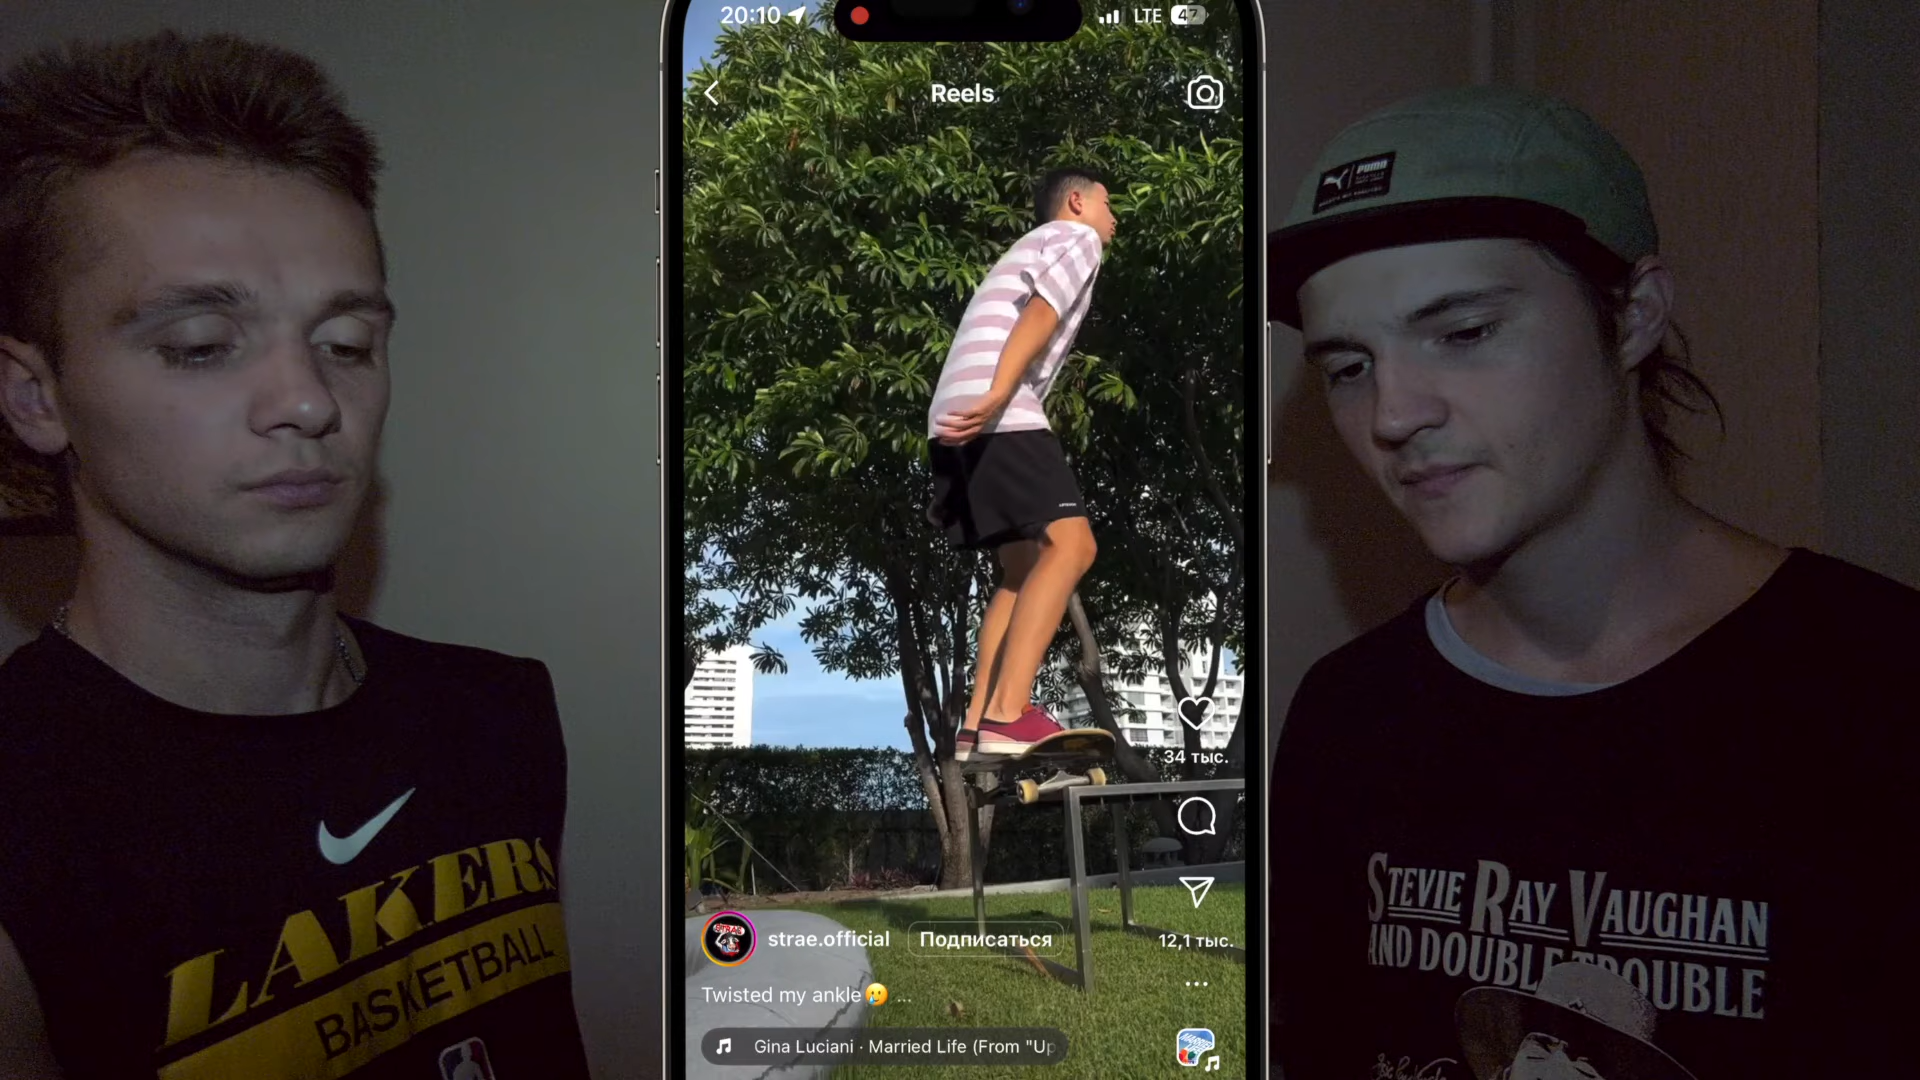 20:10
LTE
47
Reels
PUMA
34 тыс.
12,1 тыс.
strae.official
Подписаться
Twisted my ankle🥲 ...
Gina Luciani · Married Life (From "Up
LAKERS
BASKETBALL
STEVIE RAY VAUGHAN
AND DOUBLE TROUBLE